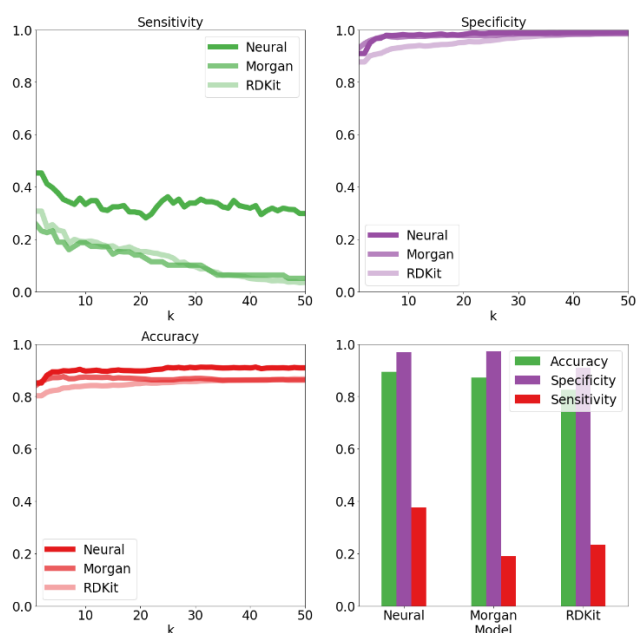 Sensitivity
1.0
0.8
0.6
0.4
0.2
0.0
10
20
30
40
50
k
Neural
Morgan
RDKit
Specificity
1.0
0.8
0.6
0.4
0.2
0.0
10
20
30
40
50
k
Neural
Morgan
RDKit
Accuracy
1.0
0.8
0.6
0.4
0.2
0.0
10
20
30
40
50
k
Neural
Morgan
RDKit
1.0
0.8
0.6
0.4
0.2
0.0
Accuracy
Specificity
Sensitivity
Neural
Morgan
RDKit
Model